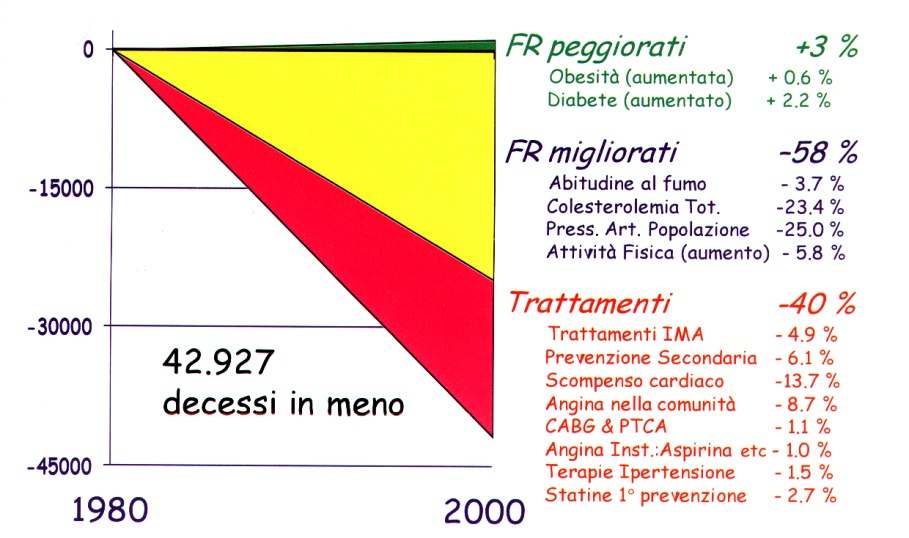 0
-15000
-30000
-45000
1980
2000
42.927
decessi in meno
FR peggiorati +3 %
Obesità (aumentata) + 0.6 %
Diabete (aumentato) + 2.2 %
FR migliorati -58 %
Abitudine al fumo - 3.7 %
Colesterolemia Tot. -23.4 %
Press. Art. Popolazione -25.0 %
Attività Fisica (aumento) - 5.8 %
Trattamenti -40 %
Trattamenti IMA - 4.9 %
Prevenzione Secondaria - 6.1 %
Scompenso cardiaco -13.7 %
Angina nella comunità - 8.7 %
CABG & PTCA - 1.1 %
Angina Inst.:Aspirina etc - 1.0 %
Terapie Ipertensione - 1.5 %
Statine 1° prevenzione - 2.7 %